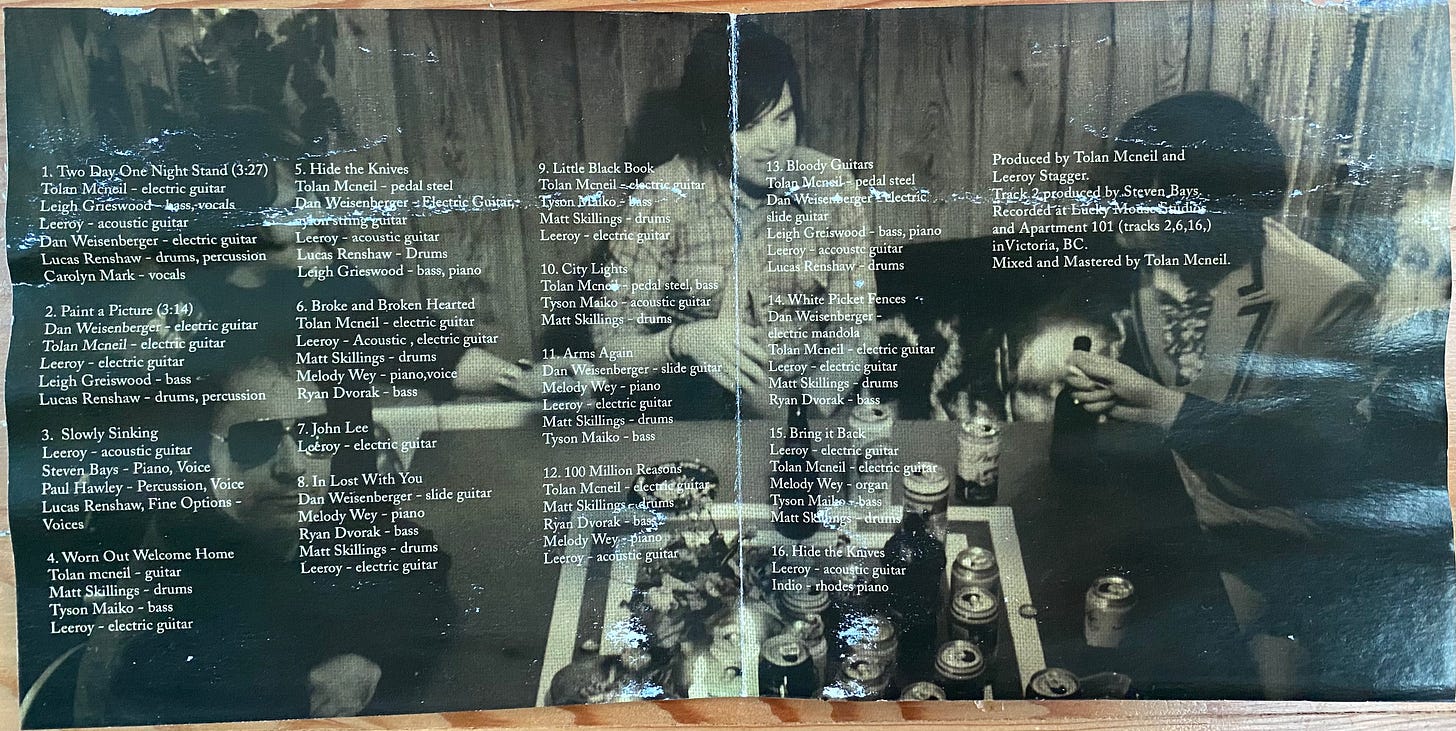 1. Two Day One Night Stand (3:27)
Tolan Mcneil - electric guitar
Leigh Grieswood - bass, vocals
Leeroy - acoustic guitar
Dan Weisenberger - electric guitar
Lucas Renshaw - drums, percussion
Carolyn Mark - vocals
2. Paint a Picture (3:14)
Dan Weisenberger - electric guitar
Tolan Mcneil - electric guitar
Leeroy - electric guitar
Leigh Greiswood - bass
Lucas Renshaw - drums, percussion
3. Slowly Sinking
Leeroy - acoustic guitar
Steven Bays - Piano, Voice
Paul Hawley - Percussion, Voice
Lucas Renshaw, Fine Options -
Voices
4. Worn Out Welcome Home
Tolan mcneil - guitar
Matt Skillings - drums
Tyson Maiko - bass
Leeroy - electric guitar
5. Hide the Knives
Tolan Mcneil - pedal steel
Dan Weisenberger - Electric Guitar,
nylon string guitar
Leeroy - acoustic guitar
Lucas Renshaw - Drums
Leigh Grieswood - bass, piano
6. Broke and Broken Hearted
Tolan Mcneil - electric guitar
Leeroy - Acoustic , electric guitar
Matt Skillings - drums
Melody Wey - piano,voice
Ryan Dvorak - bass
7. John Lee
Leeroy - electric guitar
8. In Lost With You
Dan Weisenberger - slide guitar
Melody Wey - piano
Ryan Dvorak - bass
Matt Skillings - drums
Leeroy - electric guitar
9. Little Black Book
Tolan Mcneil - electric guitar
Tyson Maiko - bass
Matt Skillings - drums
Leeroy - electric guitar
10. City Lights
Tolan Mcneil - pedal steel, bass
Tyson Maiko - acoustic guitar
Matt Skillings - drums
11. Arms Again
Dan Weisenberger - slide guitar
Melody Wey - piano
Leeroy - electric guitar
Matt Skillings - drums
Tyson Maiko - bass
12. 100 Million Reasons
Tolan Mcneil - electric guitar
Matt Skillings - drums
Ryan Dvorak - bass
Melody Wey - piano
Leeroy - acoustic guitar
13. Bloody Guitars
Tolan Mcneil - pedal steel
Dan Weisenberger - Electric
slide guitar
Leigh Greiswood - bass, piano
Leeroy - accoustc guitar
Lucas Renshaw - drums
14. White Picket Fences
Dan Weisenberger -
electric mandola
Tolan Mcneil - electric guitar
Leeroy - electric guitar
Matt Skillings - drums
Ryan Dvorak - bass
15. Bring it Back
Leeroy - electric guitar
Tolan Mcneil - electric guitar
Melody Wey - organ
Tyson Maiko - bass
Matt Skillings - drums
16. Hide the Knives
Leeroy - acoustic guitar
Indio - rhodes piano
Produced by Tolan Mcneil and
Leeroy Stagger.
Track 2 produced by Steven Bays.
Recorded at Lucky Mouse Studios
and Apartment 101 (tracks 2,6,16,)
inVictoria, BC.
Mixed and Mastered by Tolan Mcneil.